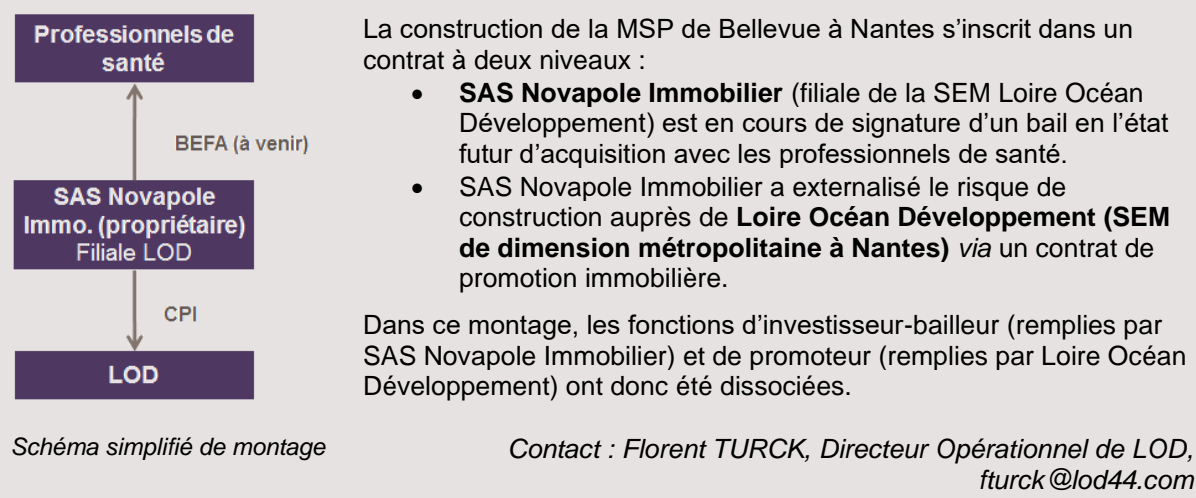 Professionnels de
santé
BEFA (à venir)
SAS Novapole
Immo. (propriétaire)
Filiale LOD
CPI
LOD
Schéma simplifié de montage
La construction de la MSP de Bellevue à Nantes s’inscrit dans un
contrat à deux niveaux :
• SAS Novapole Immobilier (filiale de la SEM Loire Océan
Développement) est en cours de signature d’un bail en l’état
futur d’acquisition avec les professionnels de santé.
• SAS Novapole Immobilier a externalisé le risque de
construction auprès de Loire Océan Développement (SEM
de dimension métropolitaine à Nantes) via un contrat de
promotion immobilière.
Dans ce montage, les fonctions d’investisseur-bailleur (remplies par
SAS Novapole Immobilier) et de promoteur (remplies par Loire Océan
Développement) ont donc été dissociées.
Contact : Florent TURCK, Directeur Opérationnel de LOD,
fturck@lod44.com